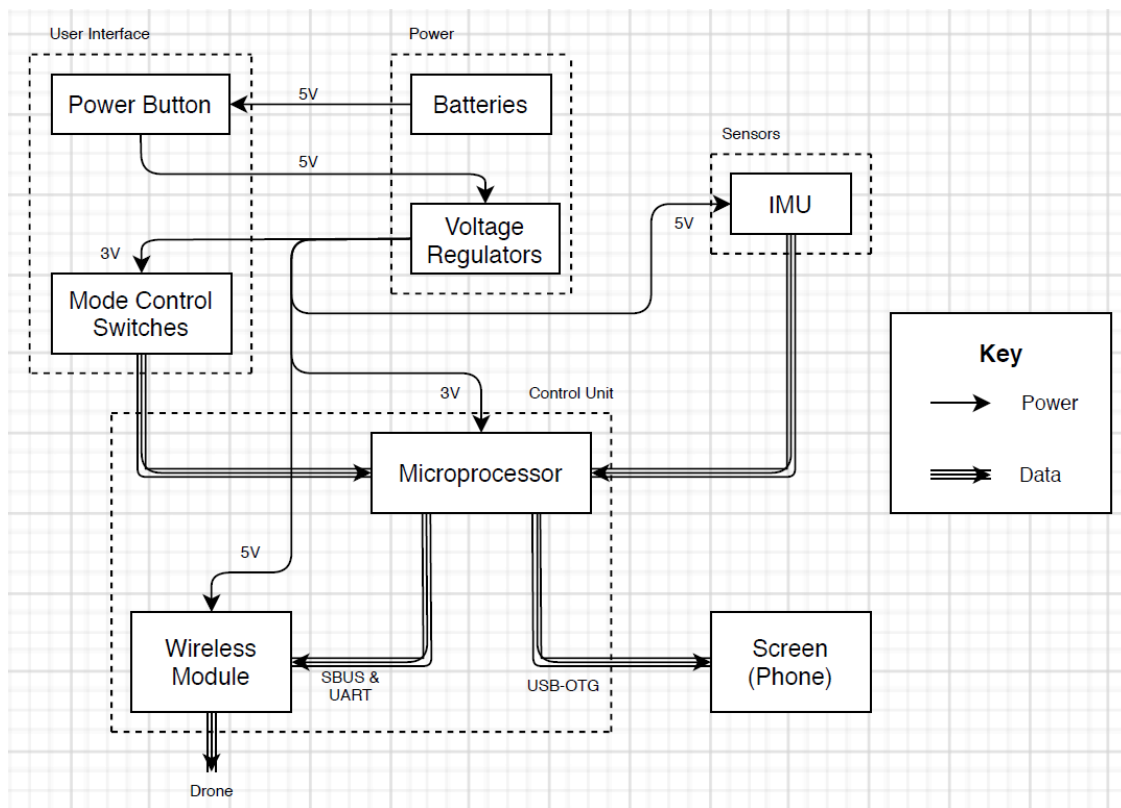 User Interface
Power
Power Button
5V
Batteries
Sensors
5V
IMU
Voltage
Regulators
5V
3V
Mode Control
Switches
Key
Power
Data
3V
Control Unit
Microprocessor
5V
Wireless
Module
SBUS &
UART
USB-OTG
Screen
(Phone)
Drone